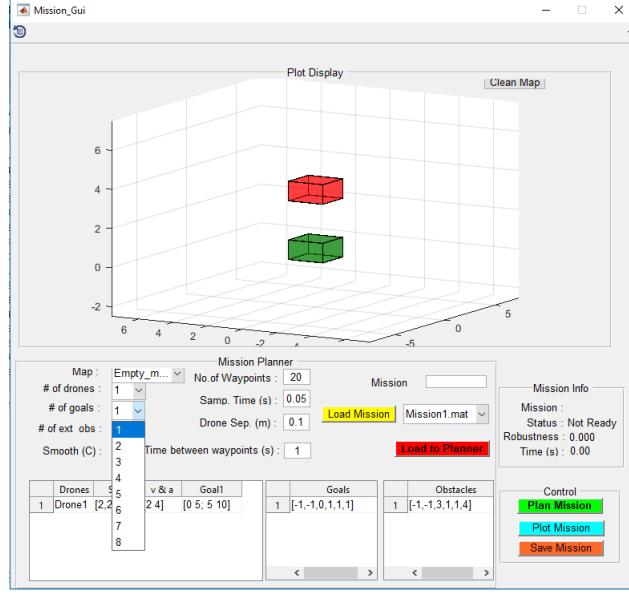 Mission_Gui
Plot Display
Clean Map
6
4
2
0
-2
6
4
2
0
-2
-5
0
5
Mission Planner
Map :
Empty_m...
No.of Waypoints :
20
# of drones :
1
Samp. Time (s) :
0.05
# of goals :
1
Drone Sep. (m) :
0.1
# of ext obs :
Smooth (C) :
Time between waypoints (s) :
1
1
2
3
4
5
6
7
8
Mission
Load Mission
Mission1.mat
Load to Planner
Mission Info
Mission :
Status : Not Ready
Robustness : 0.000
Time (s) : 0.00
Drones
v & a
Goal1
1
Drone1
2 4]
[0 5; 5 10]
Goals
1
[-1,-1,0,1,1,1]
Obstacles
1
[-1,-1,3,1,1,4]
Control
Plan Mission
Plot Mission
Save Mission